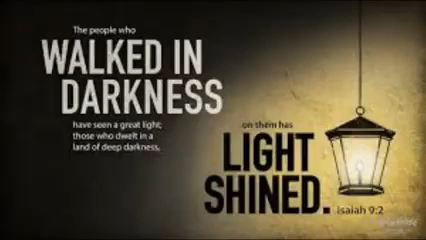 The people who
WALKED IN
DARKNESS
have seen a great light;
those who dwelt in a
land of deep darkness,
on them has
LIGHT
SHINED.
isaiah 9:2